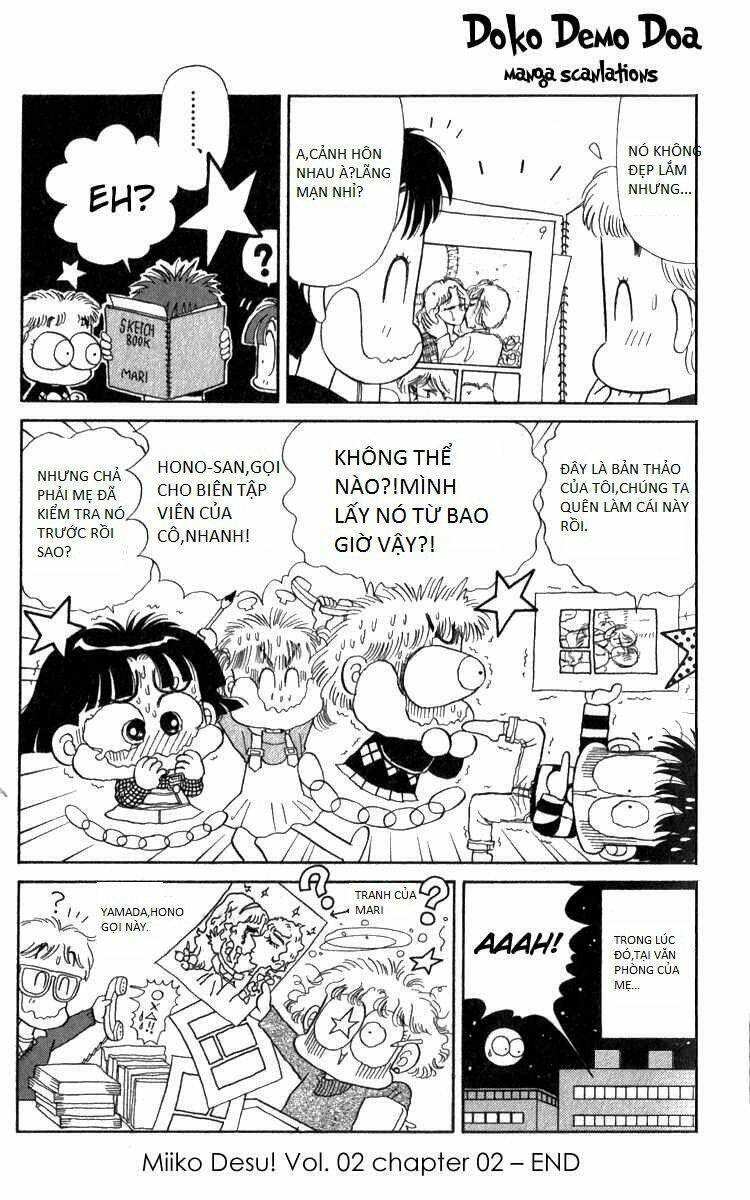 DOKO DEMO DOA
MANGA SCANLATIONS
NÓ KHÔNG
ĐẸP LẮM
NHƯNG...
A,CẢNH HÔN
NHAU À?LÃNG
MẠN NHỈ?
9
.........
EH?
?
SKETCH
BOOK
MARI
ĐÂY LÀ BẢN THẢO
CỦA TÔI,CHÚNG TA
QUÊN LÀM CÁI NÀY
RỒI.
KHÔNG THỂ
NÀO?!MÌNH
LẤY NÓ TỪ BAO
GIỜ VẬY?!
HONO-SAN,GỌI
CHO BIÊN TẬP
VIÊN CỦA
CÔ,NHANH!
NHƯNG CHẢ
PHẢI MẸ ĐÃ
KIỂM TRA NÓ
TRƯỚC RỒI
SAO?
TRONG LÚC
ĐÓ,TẠI VĂN
PHÒNG CỦA
MẸ...
AAAH!
?
?
TRANH CỦA
MARI
YAMADA,HONO
GỌI NÀY.
?
Miiko Desu! Vol. 02 chapter 02 – END